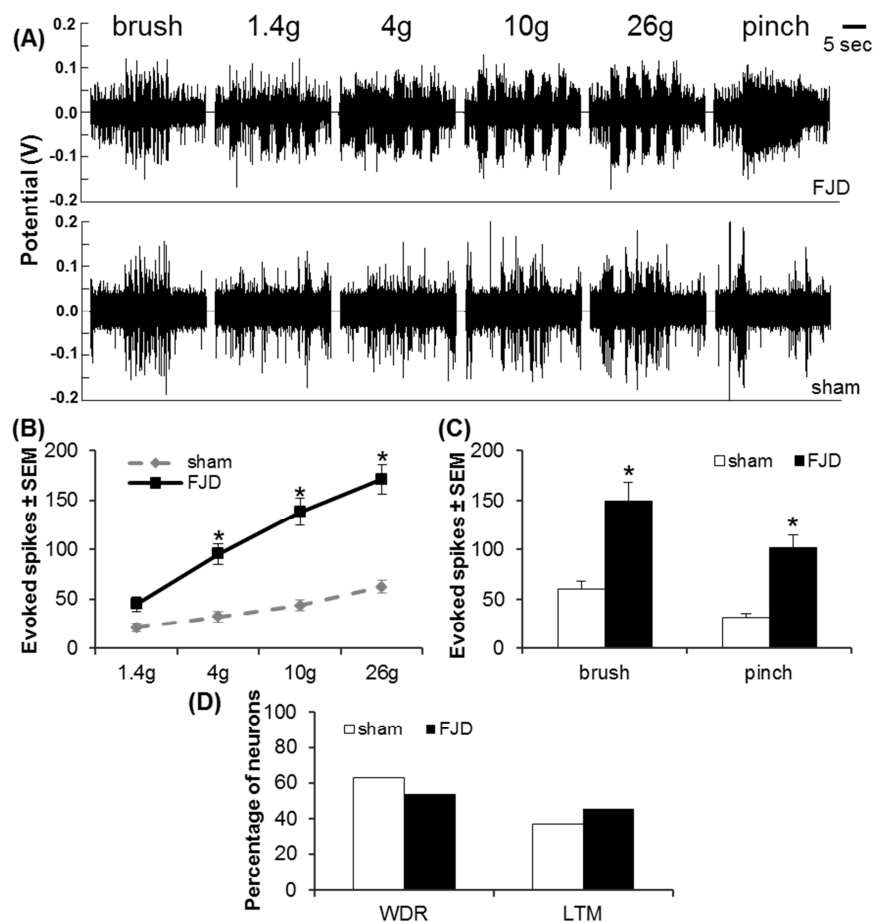 (A)
brush 1.4g 4g 10g 26g pinch
5 sec
Potential (V)
0.2
0.1
0.0
-0.1
-0.2
FJD
0.2
0.1
0.0
-0.1
-0.2
sham
(B)
Evoked spikes ± SEM
200
150
100
50
0
sham
FJD
*
*
*
1.4g 4g 10g 26g
(C)
Evoked spikes ± SEM
200
150
100
50
0
sham FJD
*
*
brush pinch
(D)
Percentage of neurons
100
80
60
40
20
0
sham FJD
WDR LTM